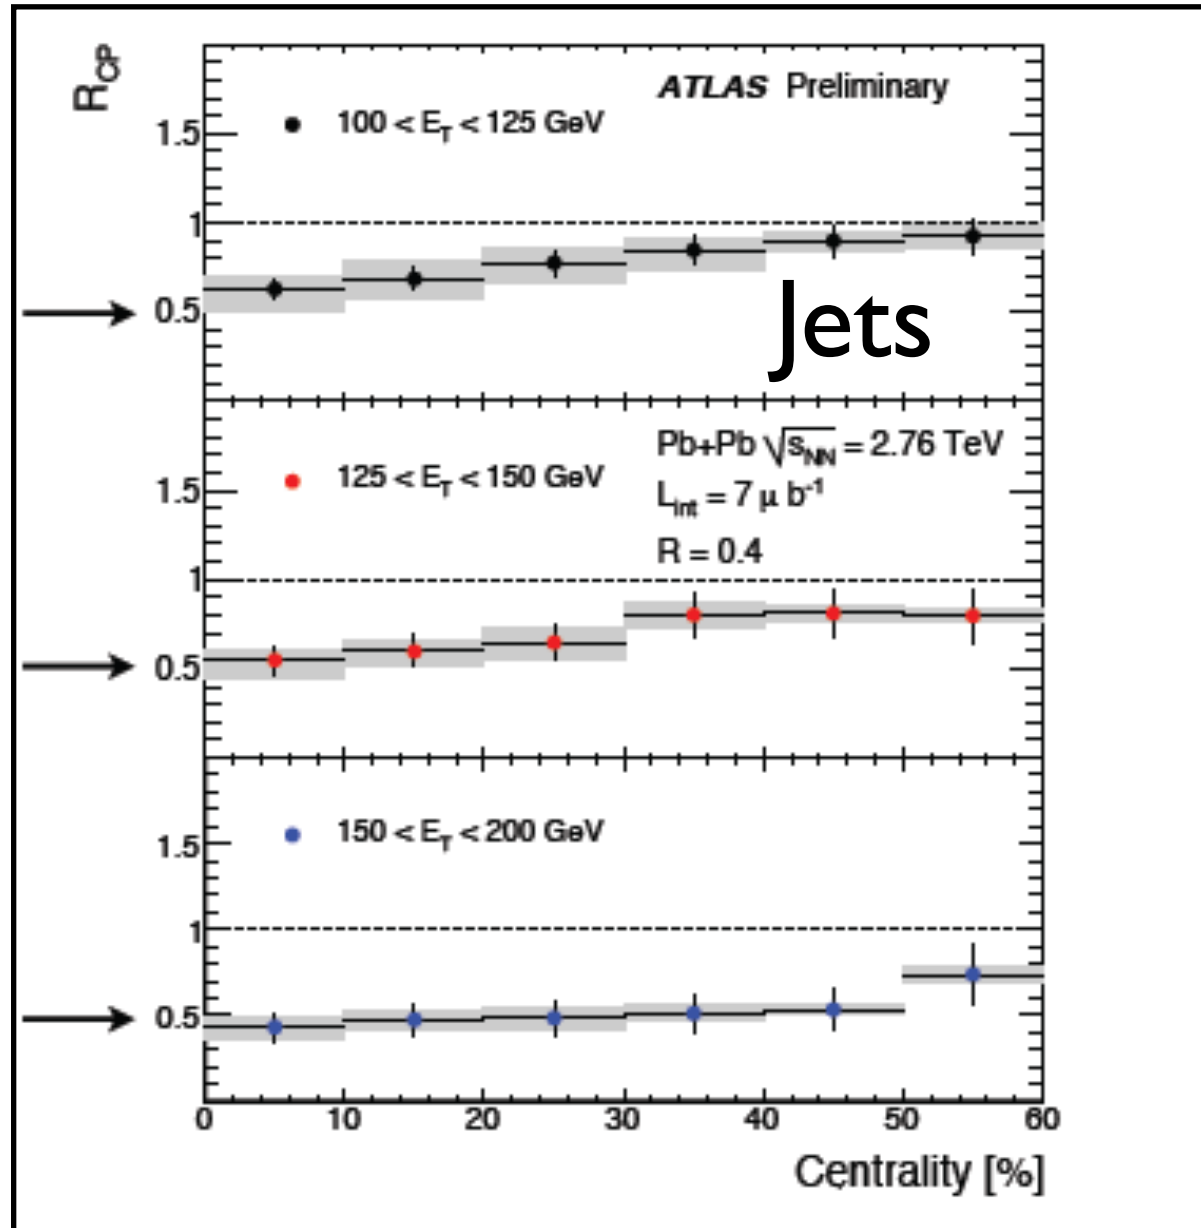 R_CP
ATLAS Preliminary
100 < E_T < 125 GeV
1.5
1
0.5
Jets
Pb+Pb √s_NN = 2.76 TeV
125 < E_T < 150 GeV
L_int = 7 μ b^-1
1.5
R = 0.4
1
0.5
150 < E_T < 200 GeV
1.5
1
0.5
0 10 20 30 40 50 60
Centrality [%]